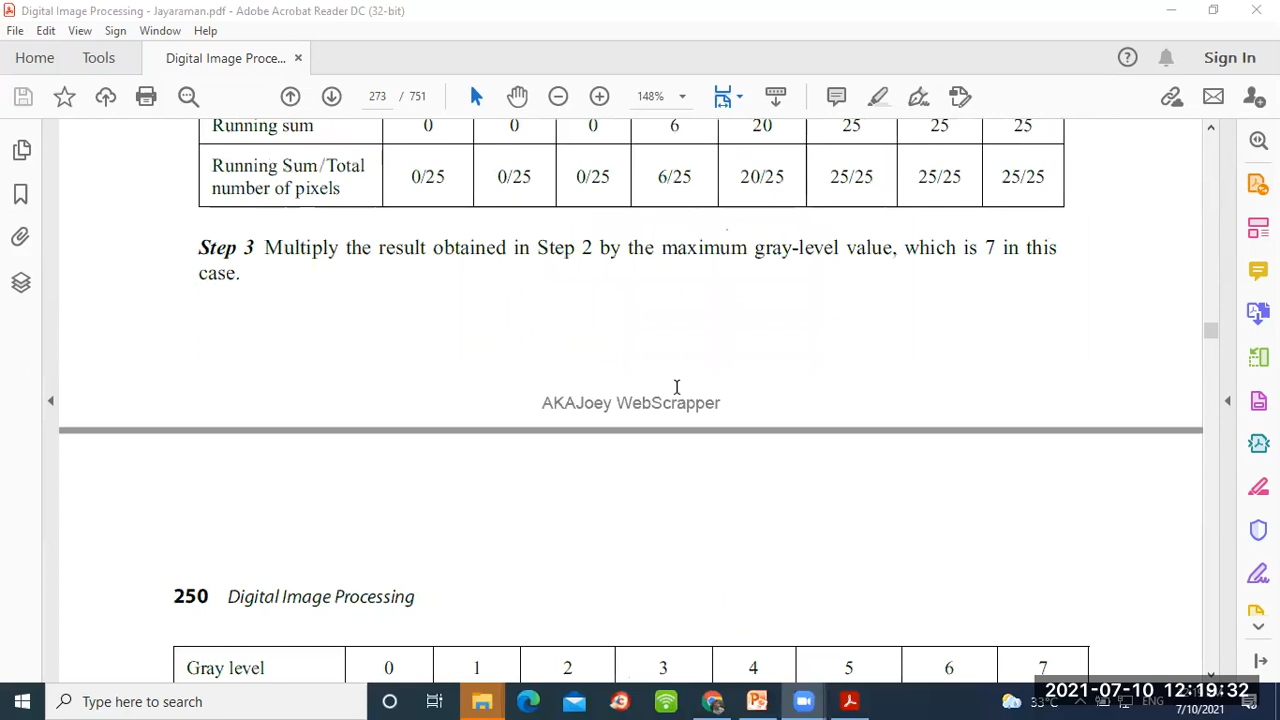 Digital Image Processing - Jayaraman.pdf - Adobe Acrobat Reader DC (32-bit)
File Edit View Sign Window Help
Home Tools Digital Image Proce... × Sign In
273 / 751 148%
Running sum 0 0 0 6 20 25 25 25
Running Sum/Total number of pixels 0/25 0/25 0/25 6/25 20/25 25/25 25/25 25/25
Step 3 Multiply the result obtained in Step 2 by the maximum gray-level value, which is 7 in this
case.
AKAJoey WebScrapper
250 Digital Image Processing
Gray level 0 1 2 3 4 5 6 7
Type here to search
33°C ENG
2021-07-10 12:19:32
7/10/2021